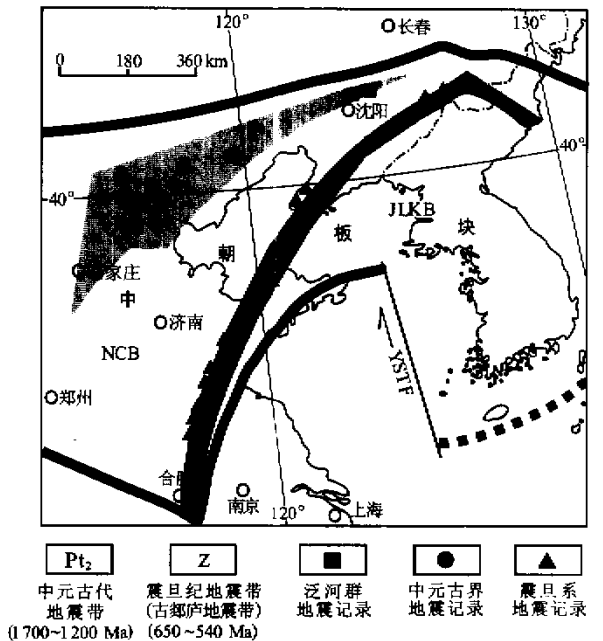 120°
130°
长春
0 180 360 km
沈阳
40°
40°
朝
板
JLKB
块
家庄
中
济南
NCB
YSTF
郑州
合肥
南京
上海
120°
Pt₂
Z
中元古代
地震带
(1700~1200 Ma)
震旦纪地震带
(古郯庐地震带)
(650~540 Ma)
泛河群
地震记录
中元古界
地震记录
震旦系
地震记录